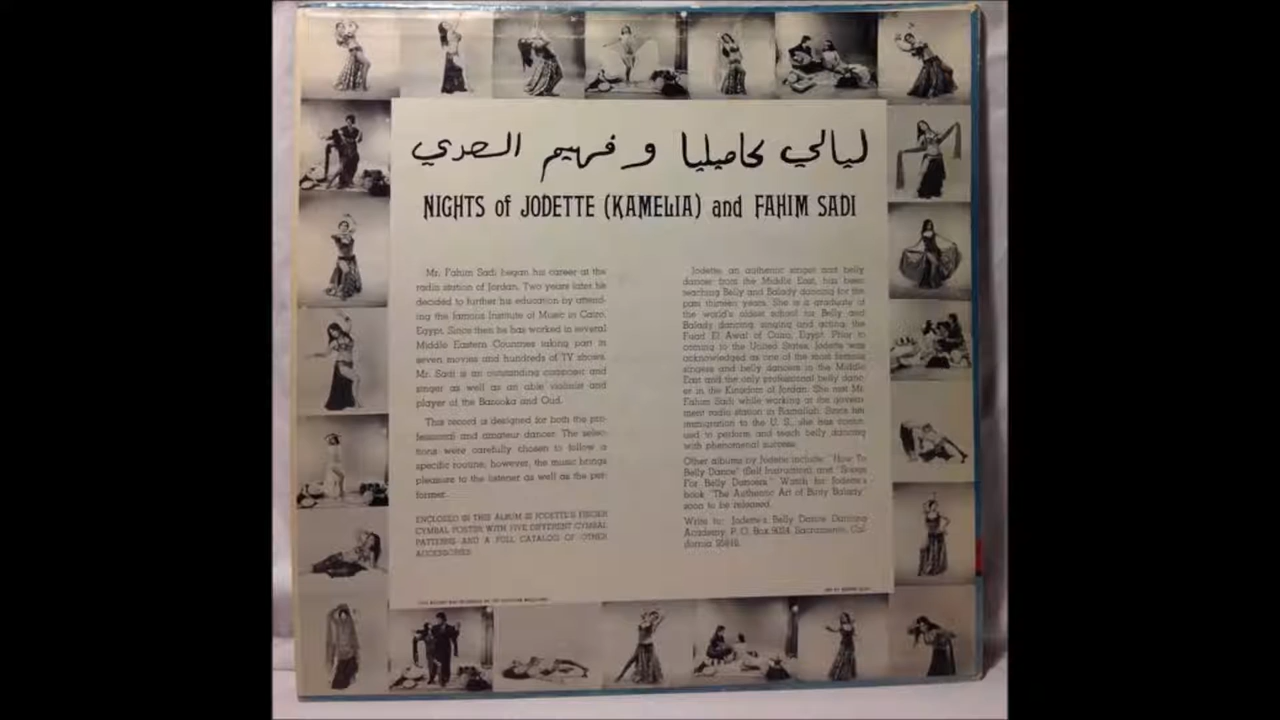 ليالي كاميليا و فهيم السعدي
NIGHTS of JODETTE (KAMELIA) and FAHIM SADI
Mr. Fahim Sadi began his career at the
radio station of Jordan. Two years later he
decided to further his education by attend-
ing the famous Institute of Music in Cairo,
Egypt. Since then he has worked in several
Middle Eastern Countries taking part in
seven movies and hundreds of TV shows.
Mr. Sadi is an outstanding composer and
singer as well as an able violinist and
player of the Bazooka and Oud.
This record is designed for both the pro-
fessional and amateur dancer. The selec-
tions were carefully chosen to follow a
specific routine; however, the music brings
pleasure to the listener as well as the per-
former.
ENCLOSED IN THIS ALBUM IS JODETTE'S FINGER
CYMBAL POSTER WITH FIVE DIFFERENT CYMBAL
PATTERNS AND A FULL CATALOG OF OTHER
ACCESSORIES.
Jodette, an authentic singer and belly
dancer from the Middle East, has been
teaching Belly and Balady dancing for the
past thirteen years. She is a graduate of
the world's oldest school for Belly and
Balady dancing, singing and acting, the
Fuad El Awal of Cairo, Egypt. Prior to
coming to the United States, Jodette was
acknowledged as one of the most famous
singers and belly dancers in the Middle
East and the only professional belly danc-
er in the Kingdom of Jordan. She met Mr.
Fahim Sadi while working at the govern-
ment radio station in Ramallah. Since her
immigration to the U. S., she has contin-
ued to perform and teach belly dancing
with phenomenal success.
Other albums by Jodette include: "How To
Belly Dance" (Self Instruction) and "Songs
For Belly Dancers." Watch for Jodette's
book "The Authentic Art of Balady"
soon to be released.
Write to: Jodette's Belly Dance Dancing
Academy, P. O. Box Sacramento, Cal-
ifornia